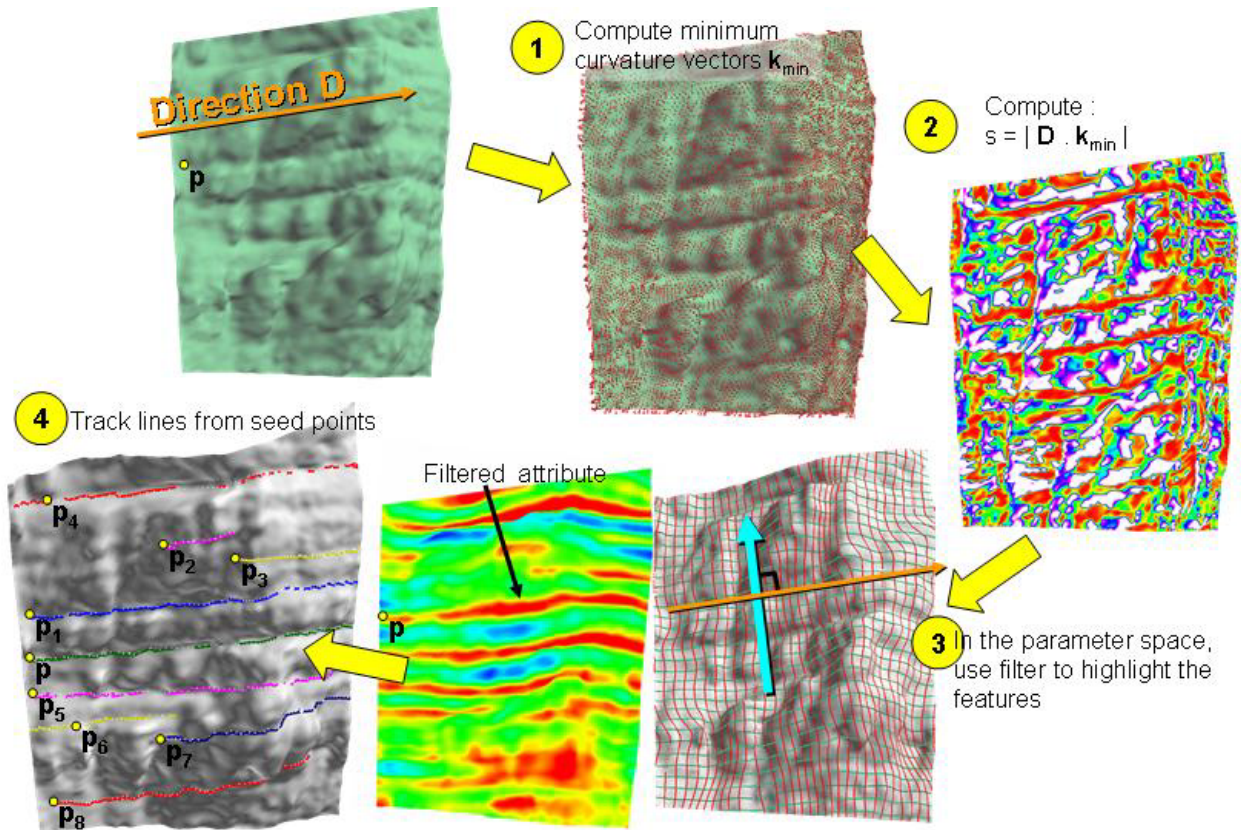 Direction D
p
1
Compute minimum
curvature vectors kmin
2
Compute :
s = | D . kmin |
4
Track lines from seed points
Filtered attribute
p4
p2
p3
p1
p
p5
p6
p7
p8
p
3
In the parameter space,
use filter to highlight the
features